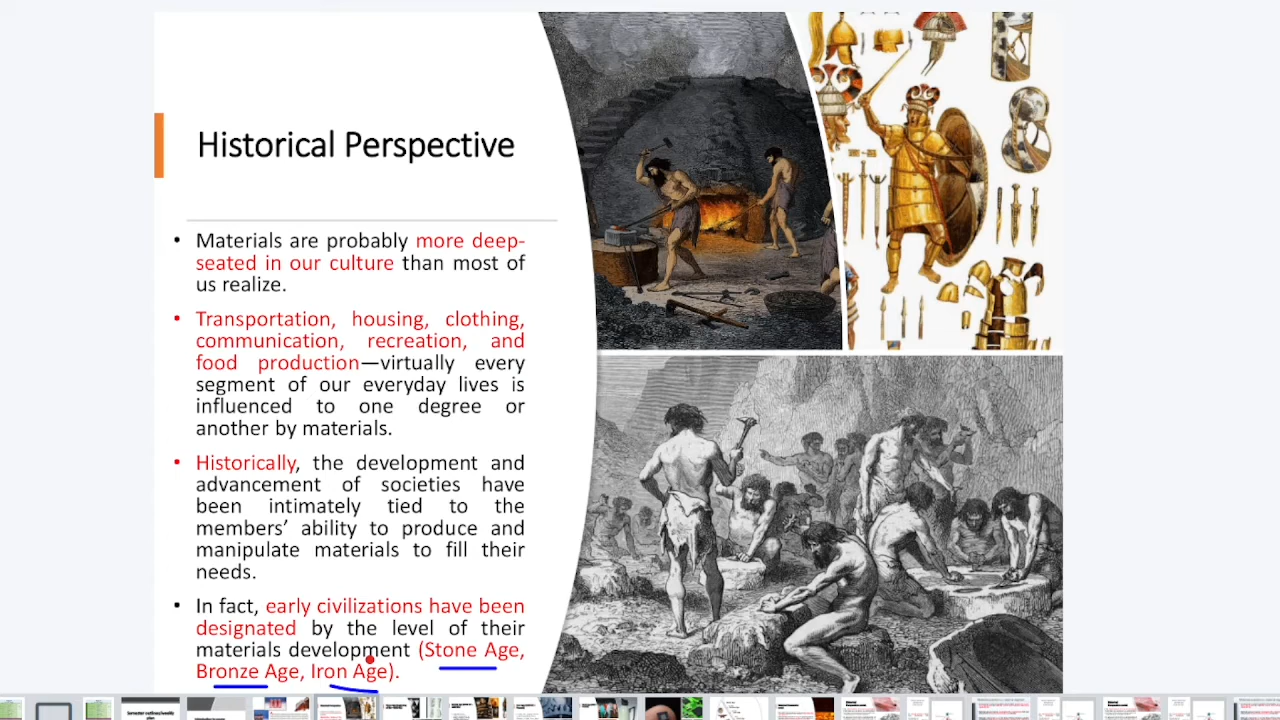 Historical Perspective
• Materials are probably more deep-
seated in our culture than most of
us realize.
• Transportation, housing, clothing,
communication, recreation, and
food production—virtually every
segment of our everyday lives is
influenced to one degree or
another by materials.
• Historically, the development and
advancement of societies have
been intimately tied to the
members’ ability to produce and
manipulate materials to fill their
needs.
• In fact, early civilizations have been
designated by the level of their
materials development (Stone Age,
Bronze Age, Iron Age).